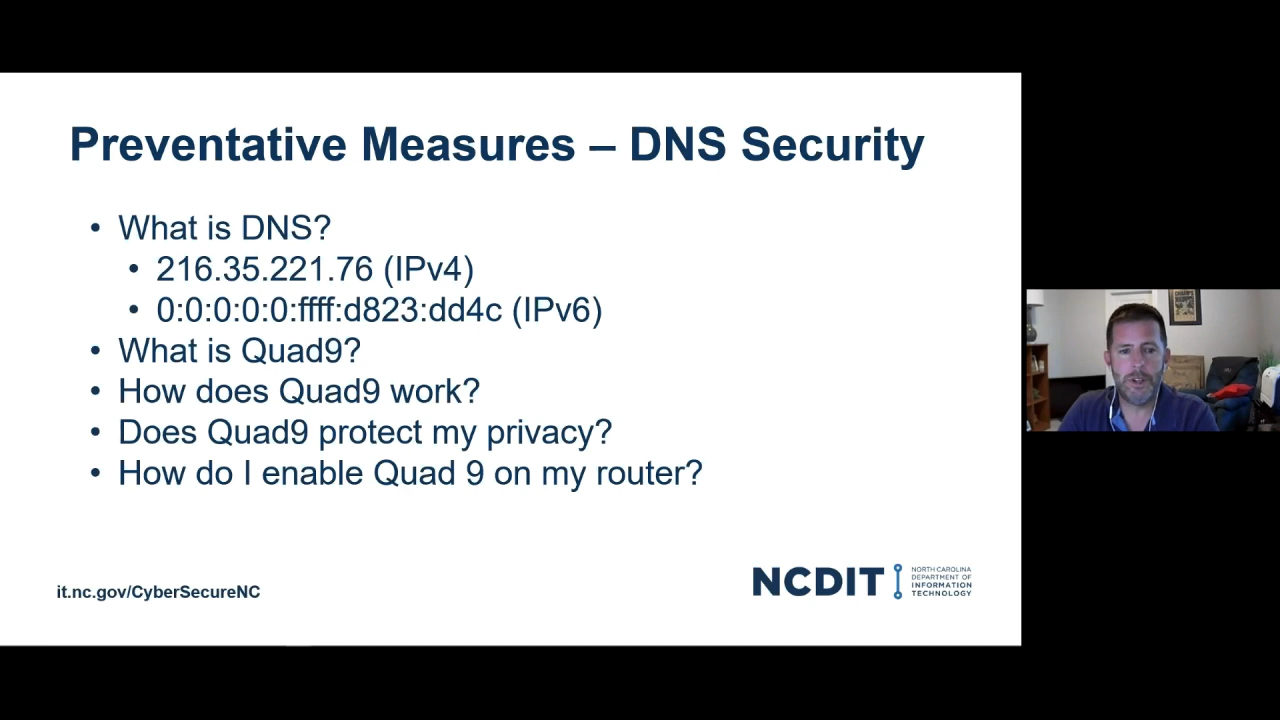 Preventative Measures – DNS Security
• What is DNS?
• 216.35.221.76 (IPv4)
• 0:0:0:0:0:ffff:d823:dd4c (IPv6)
• What is Quad9?
• How does Quad9 work?
• Does Quad9 protect my privacy?
• How do I enable Quad 9 on my router?
it.nc.gov/CyberSecureNC
NCDIT
NORTH CAROLINA
DEPARTMENT OF
INFORMATION
TECHNOLOGY